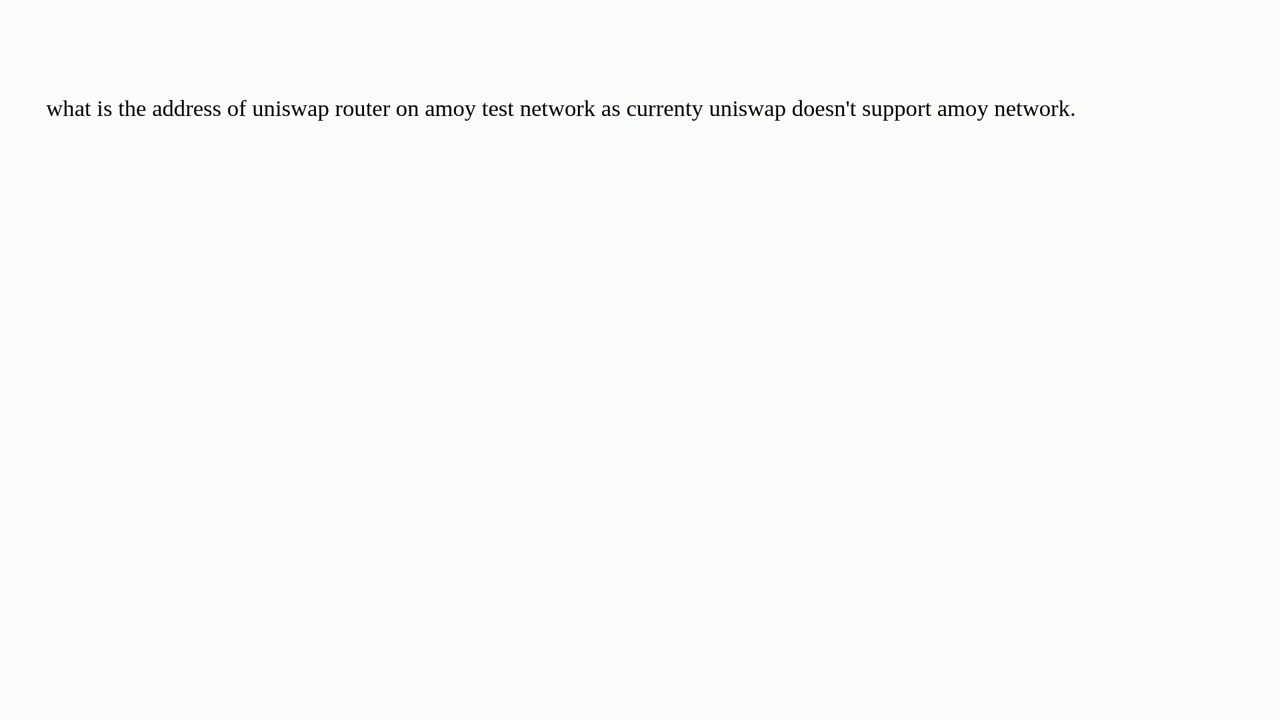 what is the address of uniswap router on amoy test network as currenty uniswap doesn't support amoy network.